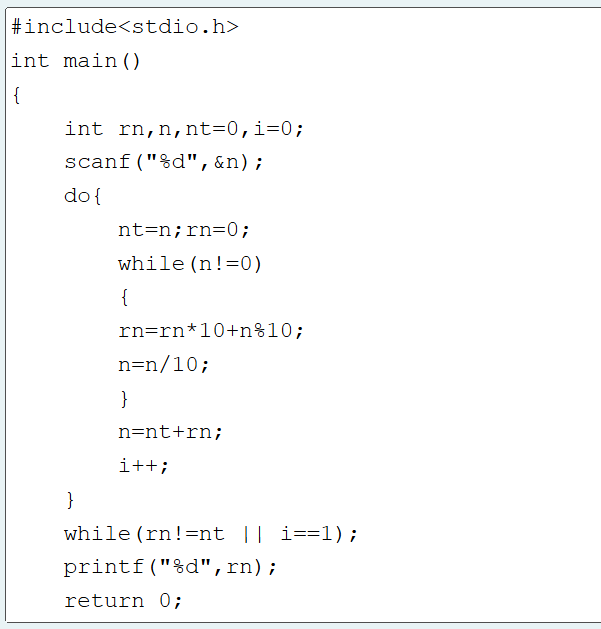 #include<stdio.h>
int main()
{
    int rn,n,nt=0,i=0;
    scanf("%d",&n);
    do{
        nt=n;rn=0;
        while(n!=0)
        {
        rn=rn*10+n%10;
        n=n/10;
        }
        n=nt+rn;
        i++;
    }
    while(rn!=nt || i==1);
    printf("%d",rn);
    return 0;